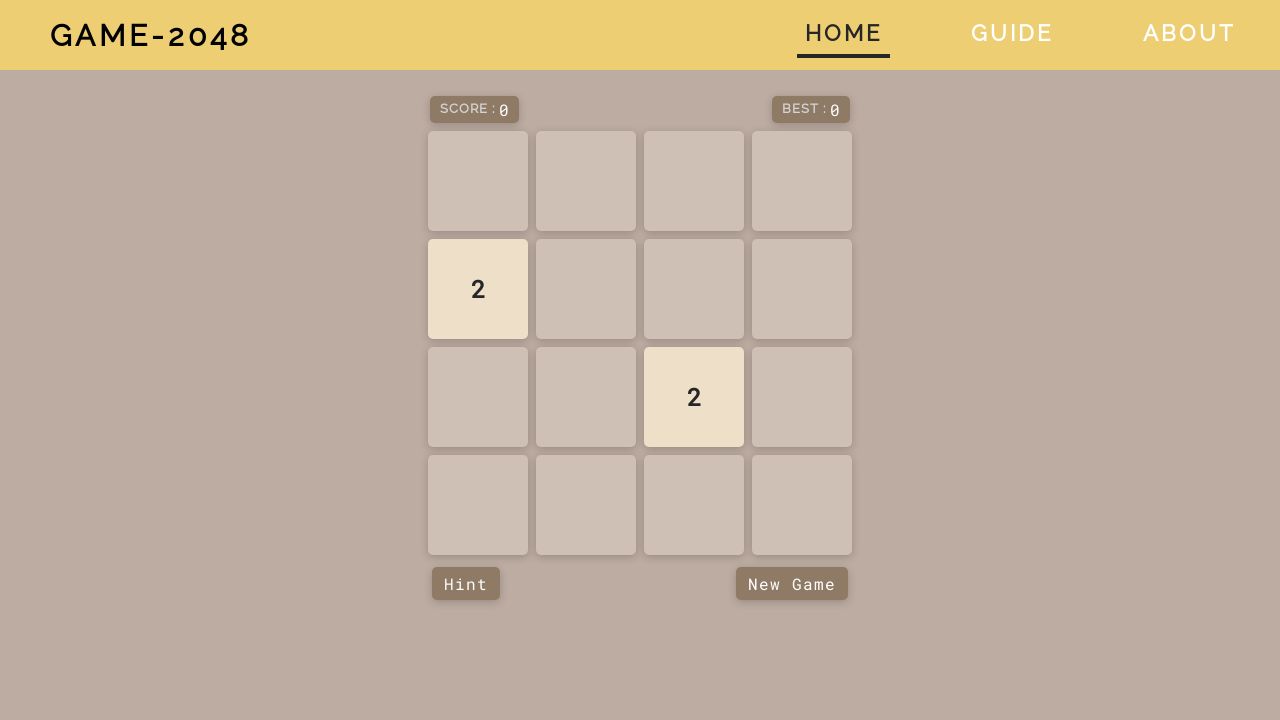 GAME-2048
HOME GUIDE ABOUT
SCORE : 0 BEST : 0
2
2
Hint New Game